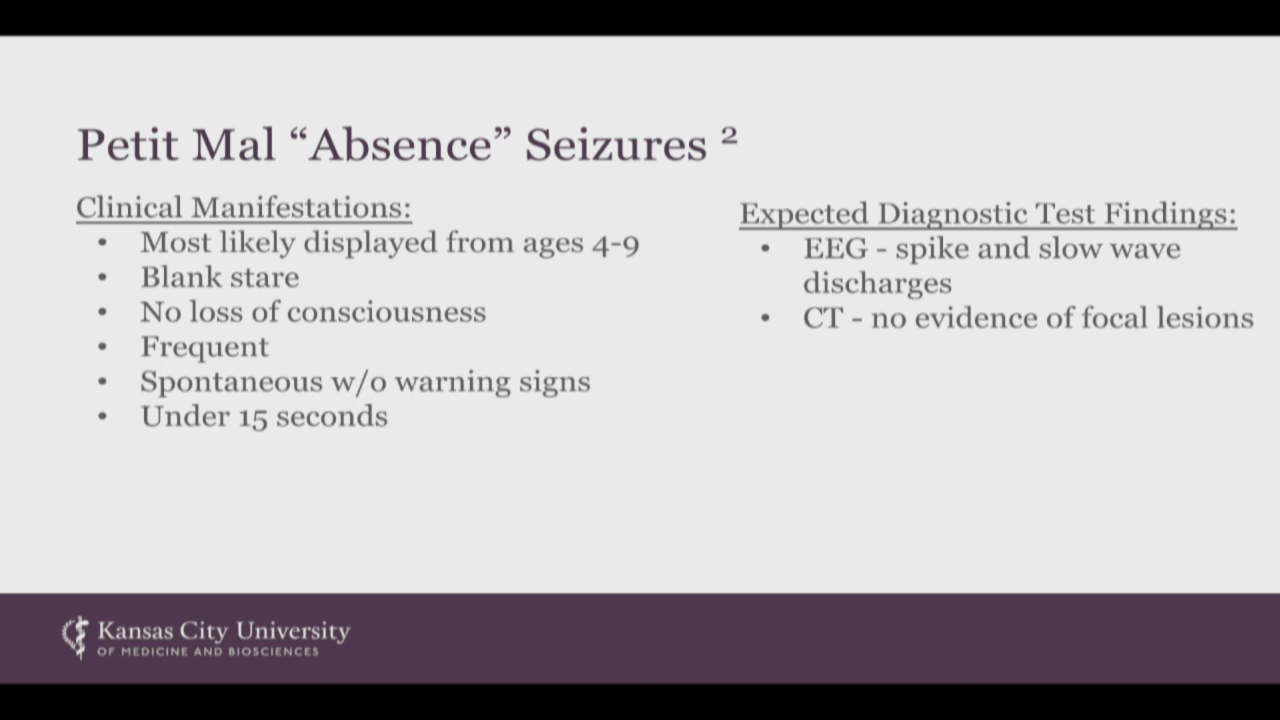 Petit Mal “Absence” Seizures ²
Clinical Manifestations:
• Most likely displayed from ages 4-9
• Blank stare
• No loss of consciousness
• Frequent
• Spontaneous w/o warning signs
• Under 15 seconds
Expected Diagnostic Test Findings:
• EEG - spike and slow wave
discharges
• CT - no evidence of focal lesions
Kansas City University
OF MEDICINE AND BIOSCIENCES